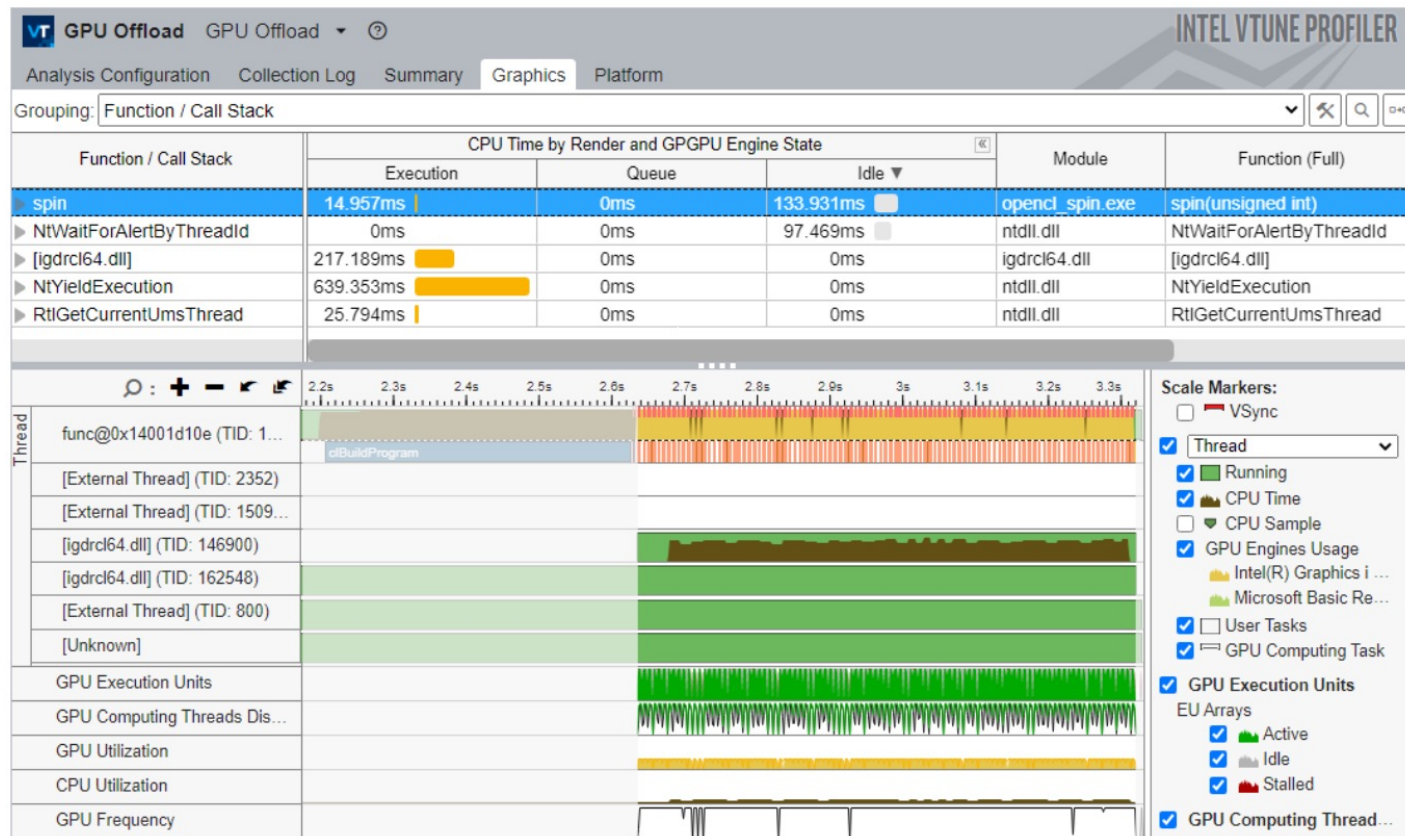 VT GPU Offload GPU Offload ?
INTEL VTUNE PROFILER
Analysis Configuration Collection Log Summary Graphics Platform
Grouping: Function / Call Stack
Function / Call Stack CPU Time by Render and GPGPU Engine State Module Function (Full)
Execution Queue Idle
spin 14.957ms 0ms 133.931ms opencl_spin.exe spin(unsigned int)
NtWaitForAlertByThreadId 0ms 0ms 97.469ms ntdll.dll NtWaitForAlertByThreadId
[igdrcl64.dll] 217.189ms 0ms 0ms igdrcl64.dll [igdrcl64.dll]
NtYieldExecution 639.353ms 0ms 0ms ntdll.dll NtYieldExecution
RtlGetCurrentUmsThread 25.794ms 0ms 0ms ntdll.dll RtlGetCurrentUmsThread
2.2s 2.3s 2.4s 2.5s 2.6s 2.7s 2.8s 2.9s 3s 3.1s 3.2s 3.3s
Thread
func@0x14001d10e (TID: 1...
clBuildProgram
[External Thread] (TID: 2352)
[External Thread] (TID: 1509...
[igdrcl64.dll] (TID: 146900)
[igdrcl64.dll] (TID: 162548)
[External Thread] (TID: 800)
[Unknown]
GPU Execution Units
GPU Computing Threads Dis...
GPU Utilization
CPU Utilization
GPU Frequency
Scale Markers:
VSync
Thread
Running
CPU Time
CPU Sample
GPU Engines Usage
Intel(R) Graphics i ...
Microsoft Basic Re...
User Tasks
GPU Computing Task
GPU Execution Units
EU Arrays
Active
Idle
Stalled
GPU Computing Thread...